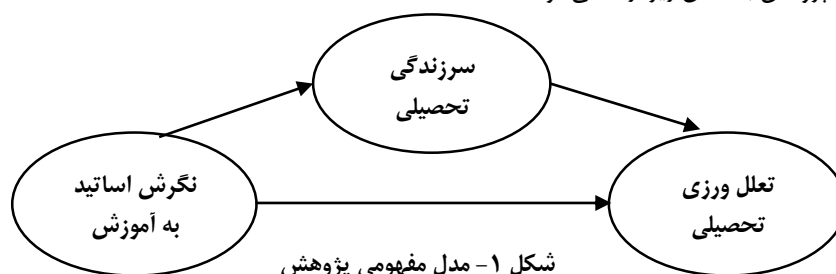 سرزندگی
تحصیلی
نگرش اساتید
به آموزش
تعلل ورزی
تحصیلی
شکل ۱- مدل مفهومی پژوهش